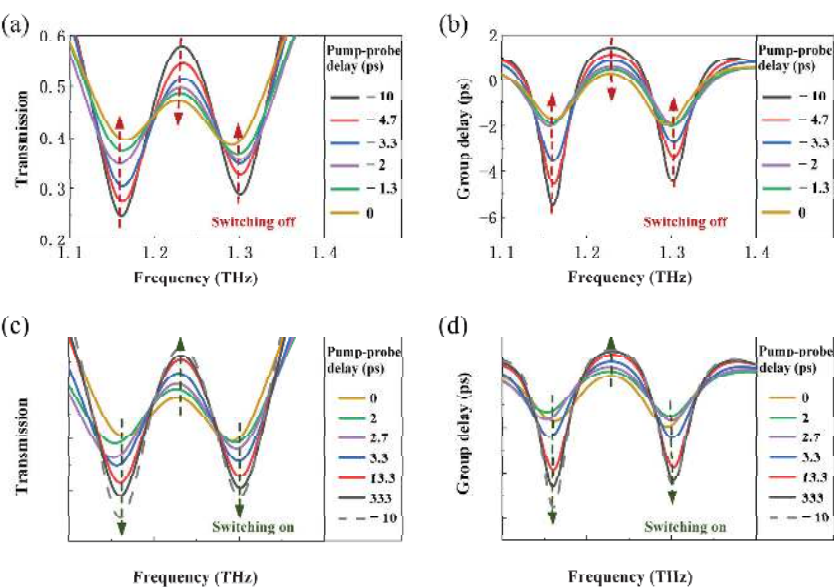 (a)
0.6
0.5
0.4
0.3
0.2
Transmission
1.1
1.2
1.3
1.4
Frequency (THz)
Switching off
Pump-probe
delay (ps)
－10
－4.7
－3.3
－2
－1.3
0
(b)
2
0
−2
−4
−6
Group delay (ps)
1.1
1.2
1.3
1.4
Frequency (THz)
Switching off
Pump-probe
delay (ps)
－10
－4.7
－3.3
－2
－1.3
0
(c)
Transmission
Frequency (THz)
Switching on
Pump-probe
delay (ps)
0
2
2.7
3.3
13.3
333
－10
(d)
Group delay (ps)
Frequency (THz)
Switching on
Pump-probe
delay (ps)
0
2
2.7
3.3
13.3
333
－10